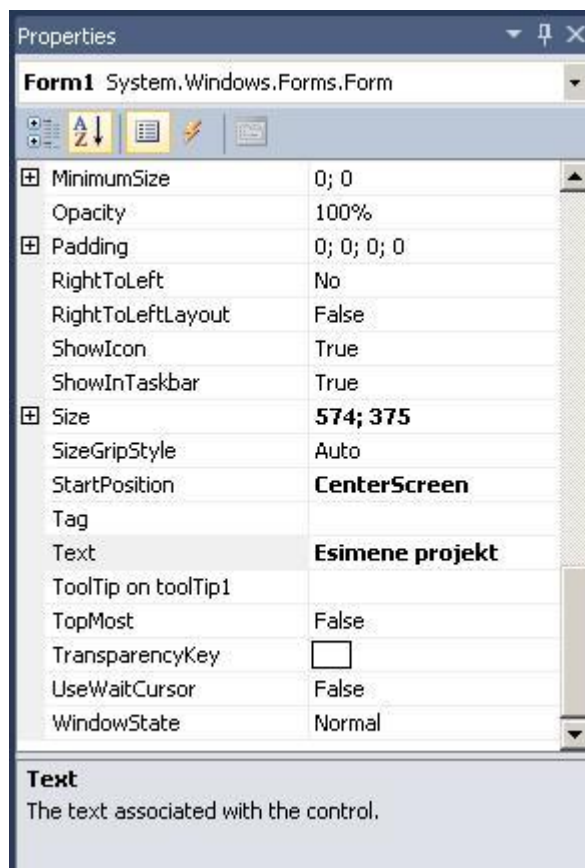 Properties
Form1 System.Windows.Forms.Form
MinimumSize 0; 0
Opacity 100%
Padding 0; 0; 0; 0
RightToLeft No
RightToLeftLayout False
ShowIcon True
ShowInTaskbar True
Size 574; 375
SizeGripStyle Auto
StartPosition CenterScreen
Tag
Text Esimene projekt
ToolTip on toolTip1
TopMost False
TransparencyKey
UseWaitCursor False
WindowState Normal
Text
The text associated with the control.